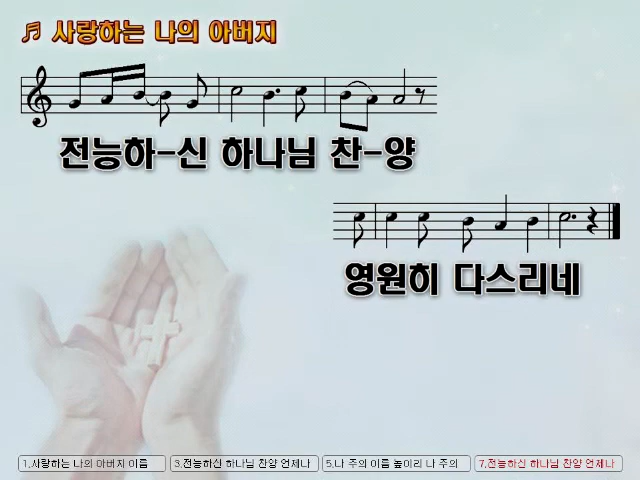 ♬ 사랑하는 나의 아버지
전능하-신 하나님 찬-양
영원히 다스리네
1.사랑하는 나의 아버지 이름
3.전능하신 하나님 찬양 언제나
5.나 주의 이름 높이리 나 주의
7.전능하신 하나님 찬양 언제나